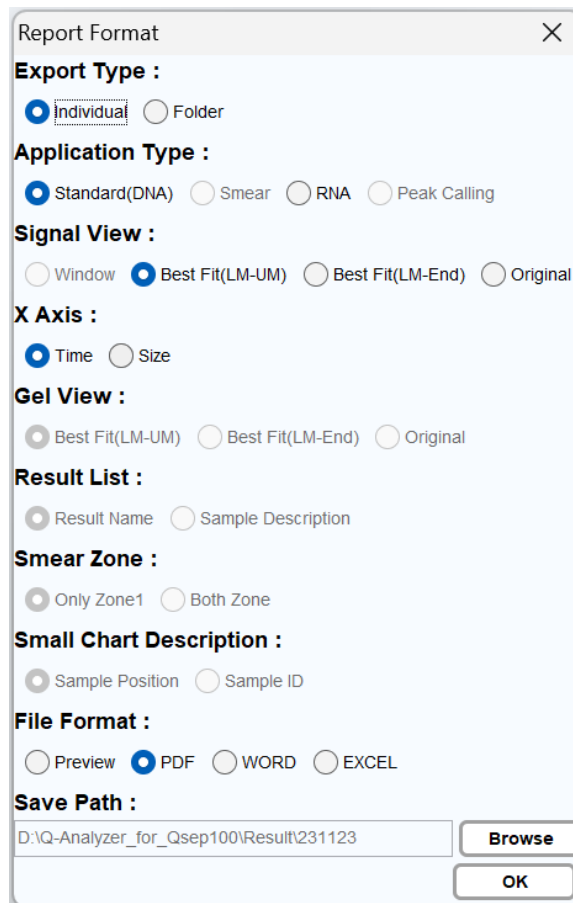 Report Format
Export Type :
Individual Folder
Application Type :
Standard(DNA) Smear RNA Peak Calling
Signal View :
Window Best Fit(LM-UM) Best Fit(LM-End) Original
X Axis :
Time Size
Gel View :
Best Fit(LM-UM) Best Fit(LM-End) Original
Result List :
Result Name Sample Description
Smear Zone :
Only Zone1 Both Zone
Small Chart Description :
Sample Position Sample ID
File Format :
Preview PDF WORD EXCEL
Save Path :
D:\Q-Analyzer_for_Qsep100\Result\231123 Browse
OK